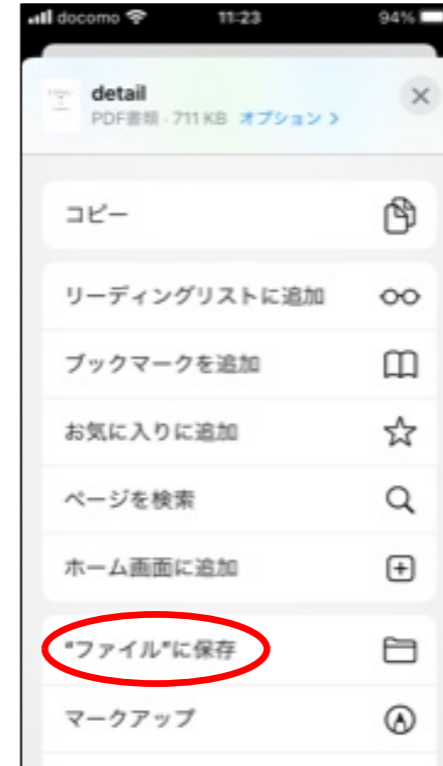 docomo 11:23 94%
detail
PDF書類・711 KB オプション >
コピー
リーディングリストに追加
ブックマークを追加
お気に入りに追加
ページを検索
ホーム画面に追加
“ファイル”に保存
マークアップ